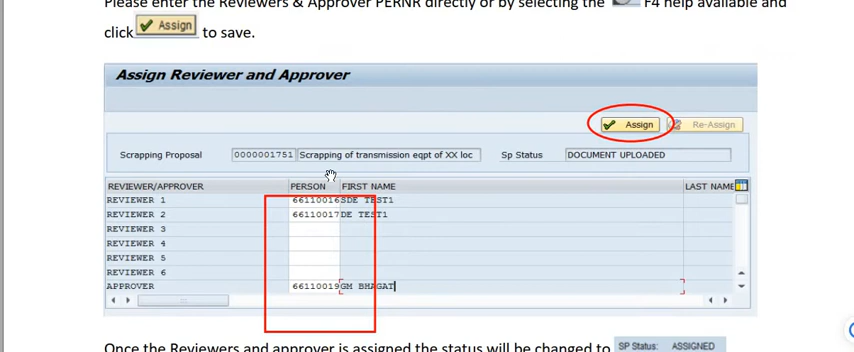 Please enter the Reviewers & Approver PERNR directly or by selecting the F4 help available and
click Assign to save.
Assign Reviewer and Approver
Assign Re-Assign
Scrapping Proposal 0000001751 Scrapping of transmission eqpt of XX loc Sp Status DOCUMENT UPLOADED
REVIEWER/APPROVER PERSON FIRST NAME LAST NAME
REVIEWER 1 66110016 SDE TEST1
REVIEWER 2 66110017 DE TEST1
REVIEWER 3
REVIEWER 4
REVIEWER 5
REVIEWER 6
APPROVER 66110019 GM BHAGAT
Once the Reviewers and approver is assigned the status will be changed to SP Status: ASSIGNED